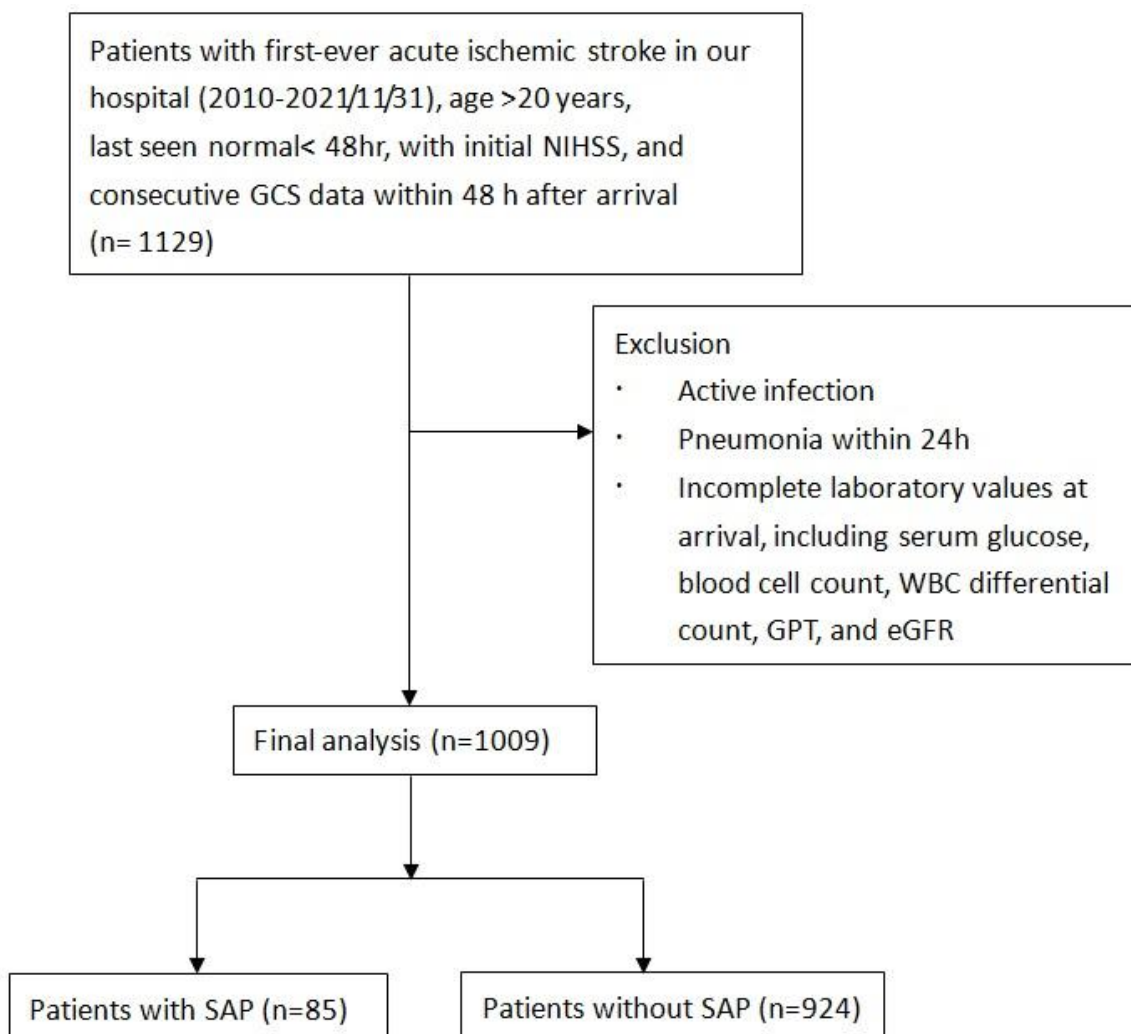 Patients with first-ever acute ischemic stroke in our
hospital (2010-2021/11/31), age >20 years,
last seen normal< 48hr, with initial NIHSS, and
consecutive GCS data within 48 h after arrival
(n= 1129)
Exclusion
· Active infection
· Pneumonia within 24h
· Incomplete laboratory values at
arrival, including serum glucose,
blood cell count, WBC differential
count, GPT, and eGFR
Final analysis (n=1009)
Patients with SAP (n=85)
Patients without SAP (n=924)